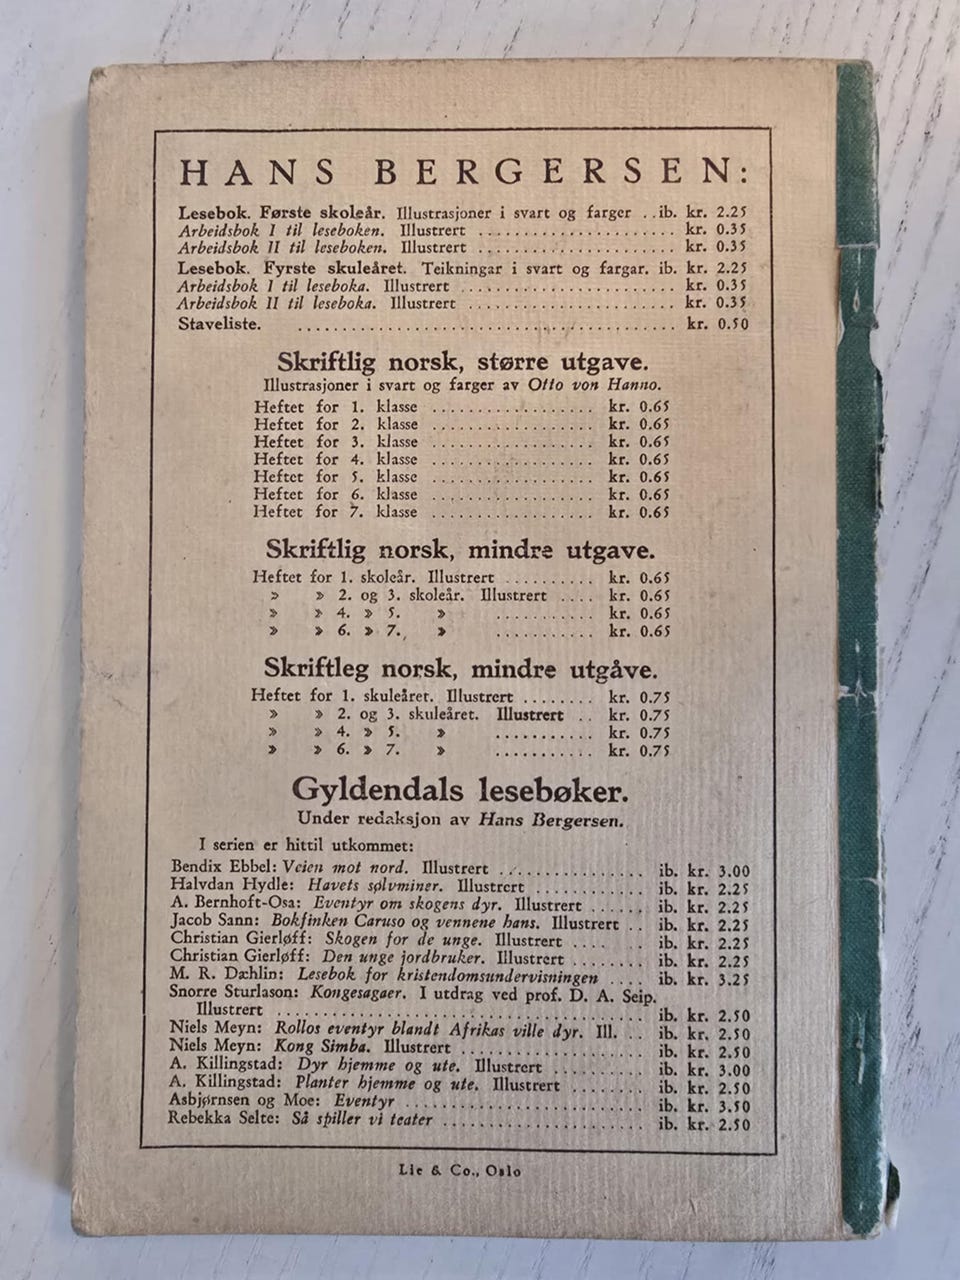 HANS BERGERSEN:
Lesebok. Første skoleår. Illustrasjoner i svart og farger . . ib. kr. 2.25
Arbeidsbok I til leseboken. Illustrert .................... kr. 0.35
Arbeidsbok II til leseboken. Illustrert .................... kr. 0.35
Lesebok. Fyrste skuleåret. Teikningar i svart og fargar. ib. kr. 2.25
Arbeidsbok I til leseboka. Illustrert .................... kr. 0.35
Arbeidsbok II til leseboka. Illustrert .................... kr. 0.35
Staveliste. .................................... kr. 0.50
Skriftlig norsk, større utgave.
Illustrasjoner i svart og farger av Otto von Hanno.
Heftet for 1. klasse .................. kr. 0.65
Heftet for 2. klasse .................. kr. 0.65
Heftet for 3. klasse .................. kr. 0.65
Heftet for 4. klasse .................. kr. 0.65
Heftet for 5. klasse .................. kr. 0.65
Heftet for 6. klasse .................. kr. 0.65
Heftet for 7. klasse .................. kr. 0.65
Skriftlig norsk, mindre utgave.
Heftet for 1. skoleår. Illustrert .......... kr. 0.65
» » 2. og 3. skoleår. Illustrert .... kr. 0.65
» » 4. » 5. » ........... kr. 0.65
» » 6. » 7. » ........... kr. 0.65
Skriftleg norsk, mindre utgåve.
Heftet for 1. skuleåret. Illustrert ........ kr. 0.75
» » 2. og 3. skuleåret. Illustrert .. kr. 0.75
» » 4. » 5. » ........... kr. 0.75
» » 6. » 7. » ........... kr. 0.75
Gyldendals lesebøker.
Under redaksjon av Hans Bergersen.
I serien er hittil utkommet:
Bendix Ebbel: Veien mot nord. Illustrert ................ ib. kr. 3.00
Halvdan Hydle: Havets sølvminer. Illustrert ............ ib. kr. 2.25
A. Bernhoft-Osa: Eventyr om skogens dyr. Illustrert ...... ib. kr. 2.25
Jacob Sann: Bokfinken Caruso og vennene hans. Illustrert .. ib. kr. 2.25
Christian Gierløff: Skogen for de unge. Illustrert .... .. ib. kr. 2.25
Christian Gierløff: Den unge jordbruker. Illustrert ........ ib. kr. 2.25
M. R. Dæhlin: Lesebok for kristendomsundervisningen .... ib. kr. 3.25
Snorre Sturlason: Kongesagaer. I utdrag ved prof. D. A. Seip.
Illustrert ........................................ ib. kr. 2.50
Niels Meyn: Rollos eventyr blandt Afrikas ville dyr. Ill. .. ib. kr. 2.50
Niels Meyn: Kong Simba. Illustrert .................... ib. kr. 2.50
A. Killingstad: Dyr hjemme og ute. Illustrert .......... ib. kr. 3.00
A. Killingstad: Planter hjemme og ute. Illustrert ........ ib. kr. 2.50
Asbjørnsen og Moe: Eventyr .......................... ib. kr. 3.50
Rebekka Selte: Så spiller vi teater ...................... ib. kr. 2.50
Lie & Co., Oslo